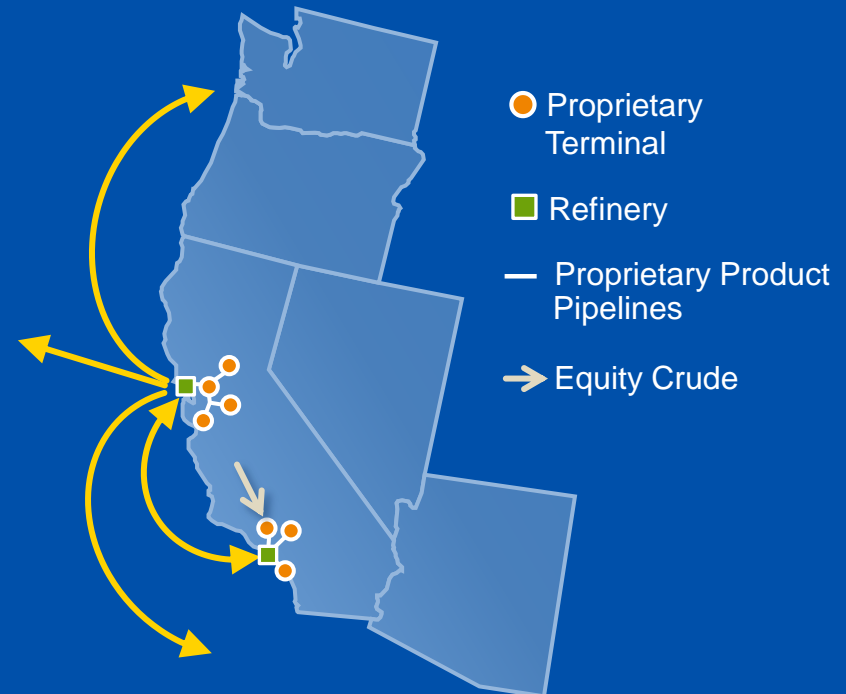 Proprietary
Terminal
Refinery
Proprietary Product
Pipelines
Equity Crude